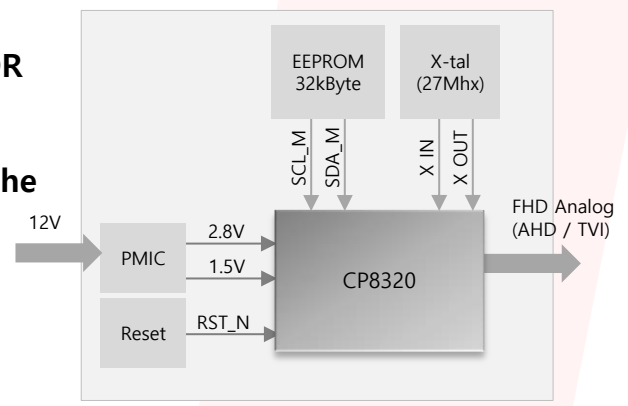 OR
he
EEPROM
32kByte
X-tal
(27Mhx)
SCL_M
SDA_M
X IN
X OUT
FHD Analog
(AHD / TVI)
12V
2.8V
PMIC
1.5V
CP8320
Reset
RST_N